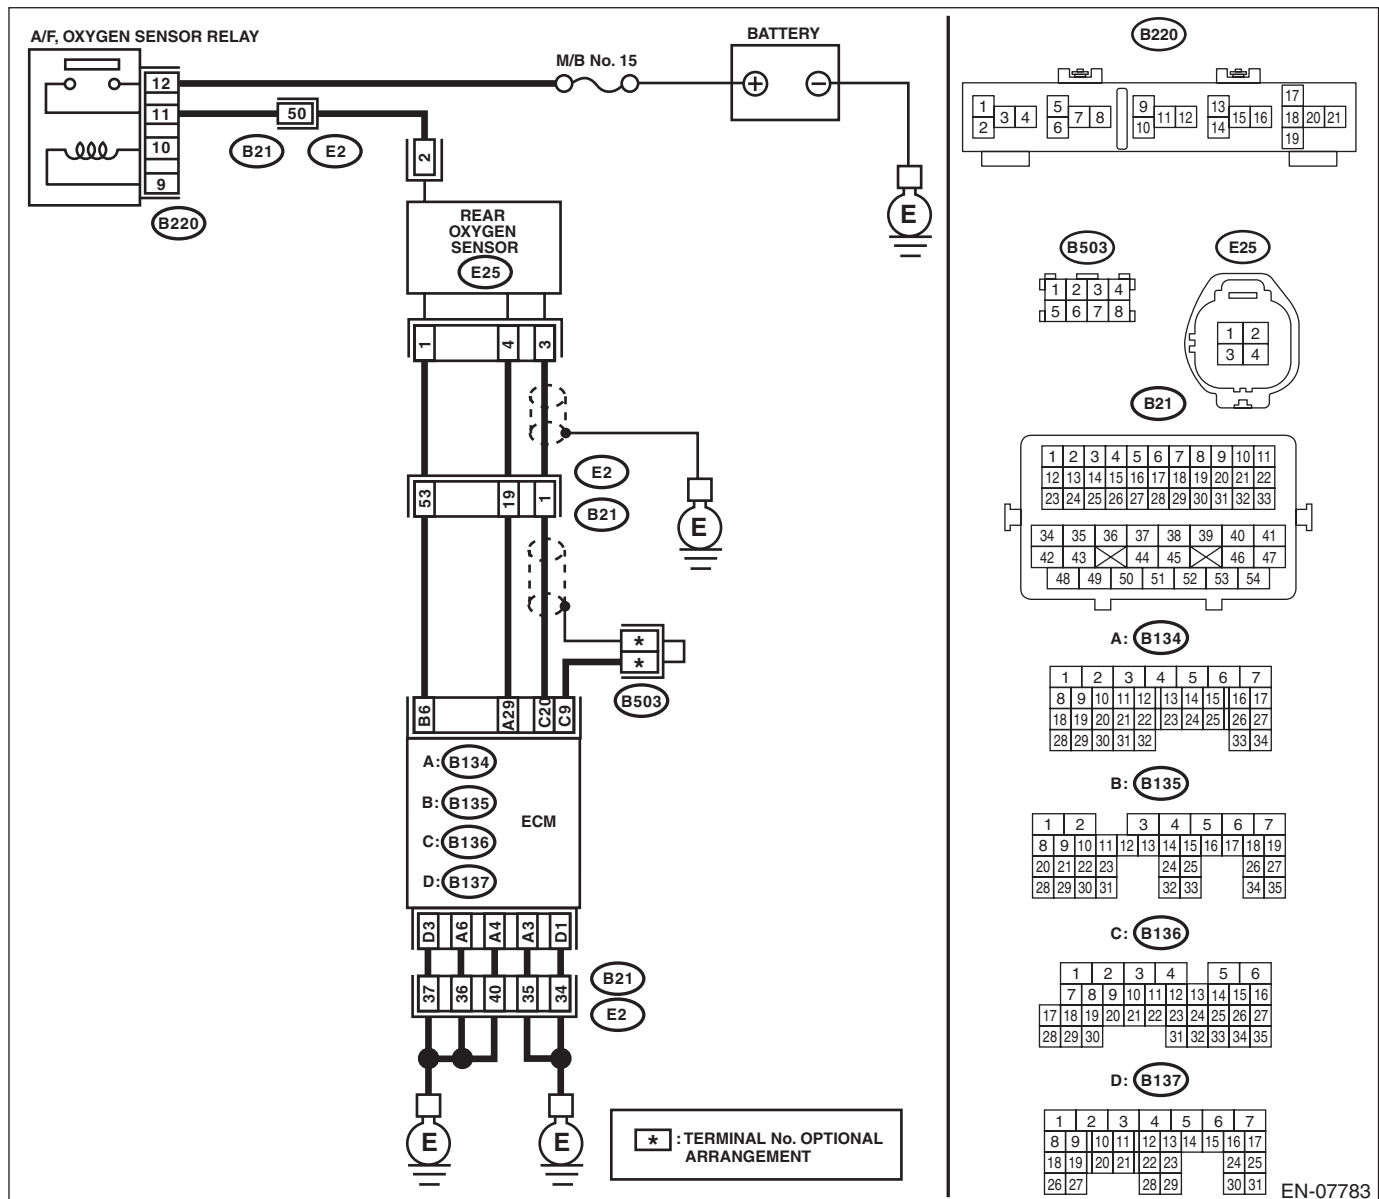 A/F, OXYGEN SENSOR RELAY
12
11
10
9
B220
50
B21
E2
M/B No. 15
BATTERY
+
−
E
2
REAR
OXYGEN
SENSOR
E25
1
4
3
E2
B21
53
19
1
E
*
*
B503
B6
A29
C20
C9
A: B134
B: B135
C: B136
D: B137
ECM
D3
A6
A4
A3
D1
B21
E2
37
36
40
35
34
E
E
* : TERMINAL No. OPTIONAL
ARRANGEMENT
B220
1 2 3 4 5 6 7 8 9 10 11 12 13 14 15 16 17 18 19 20 21
B503
1 2 3 4
5 6 7 8
E25
1 2
3 4
B21
1 2 3 4 5 6 7 8 9 10 11
12 13 14 15 16 17 18 19 20 21 22
23 24 25 26 27 28 29 30 31 32 33
34 35 36 37 38 39 40 41
42 43 44 45 46 47
48 49 50 51 52 53 54
A: B134
1 2 3 4 5 6 7
8 9 10 11 12 13 14 15 16 17
18 19 20 21 22 23 24 25 26 27
28 29 30 31 32 33 34
B: B135
1 2 3 4 5 6 7
8 9 10 11 12 13 14 15 16 17 18 19
20 21 22 23 24 25 26 27
28 29 30 31 32 33 34 35
C: B136
1 2 3 4 5 6
7 8 9 10 11 12 13 14 15 16
17 18 19 20 21 22 23 24 25 26 27
28 29 30 31 32 33 34 35
D: B137
1 2 3 4 5 6 7
8 9 10 11 12 13 14 15 16 17
18 19 20 21 22 23 24 25
26 27 28 29 30 31
EN-07783